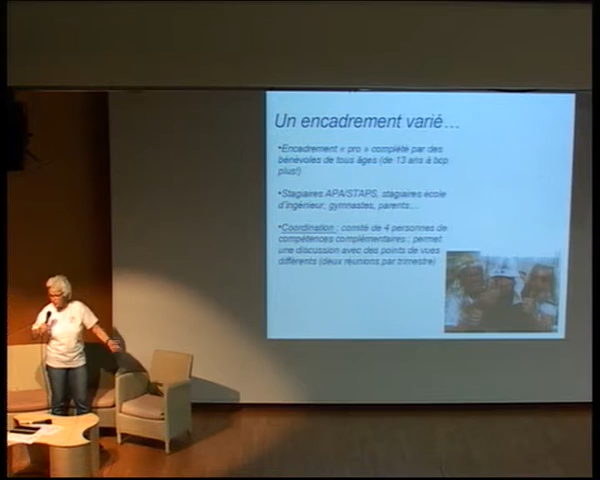 Un encadrement varié...
•Encadrement « pro » complété par des
bénévoles de tous âges (de 13 ans à bcp
plus!)
•Stagiaires APA/STAPS, stagiaires école
d'ingénieur, gymnastes, parents...
•Coordination : comité de 4 personnes de
compétences complémentaires : permet
une discussion avec des points de vues
différents (deux réunions par trimestre)